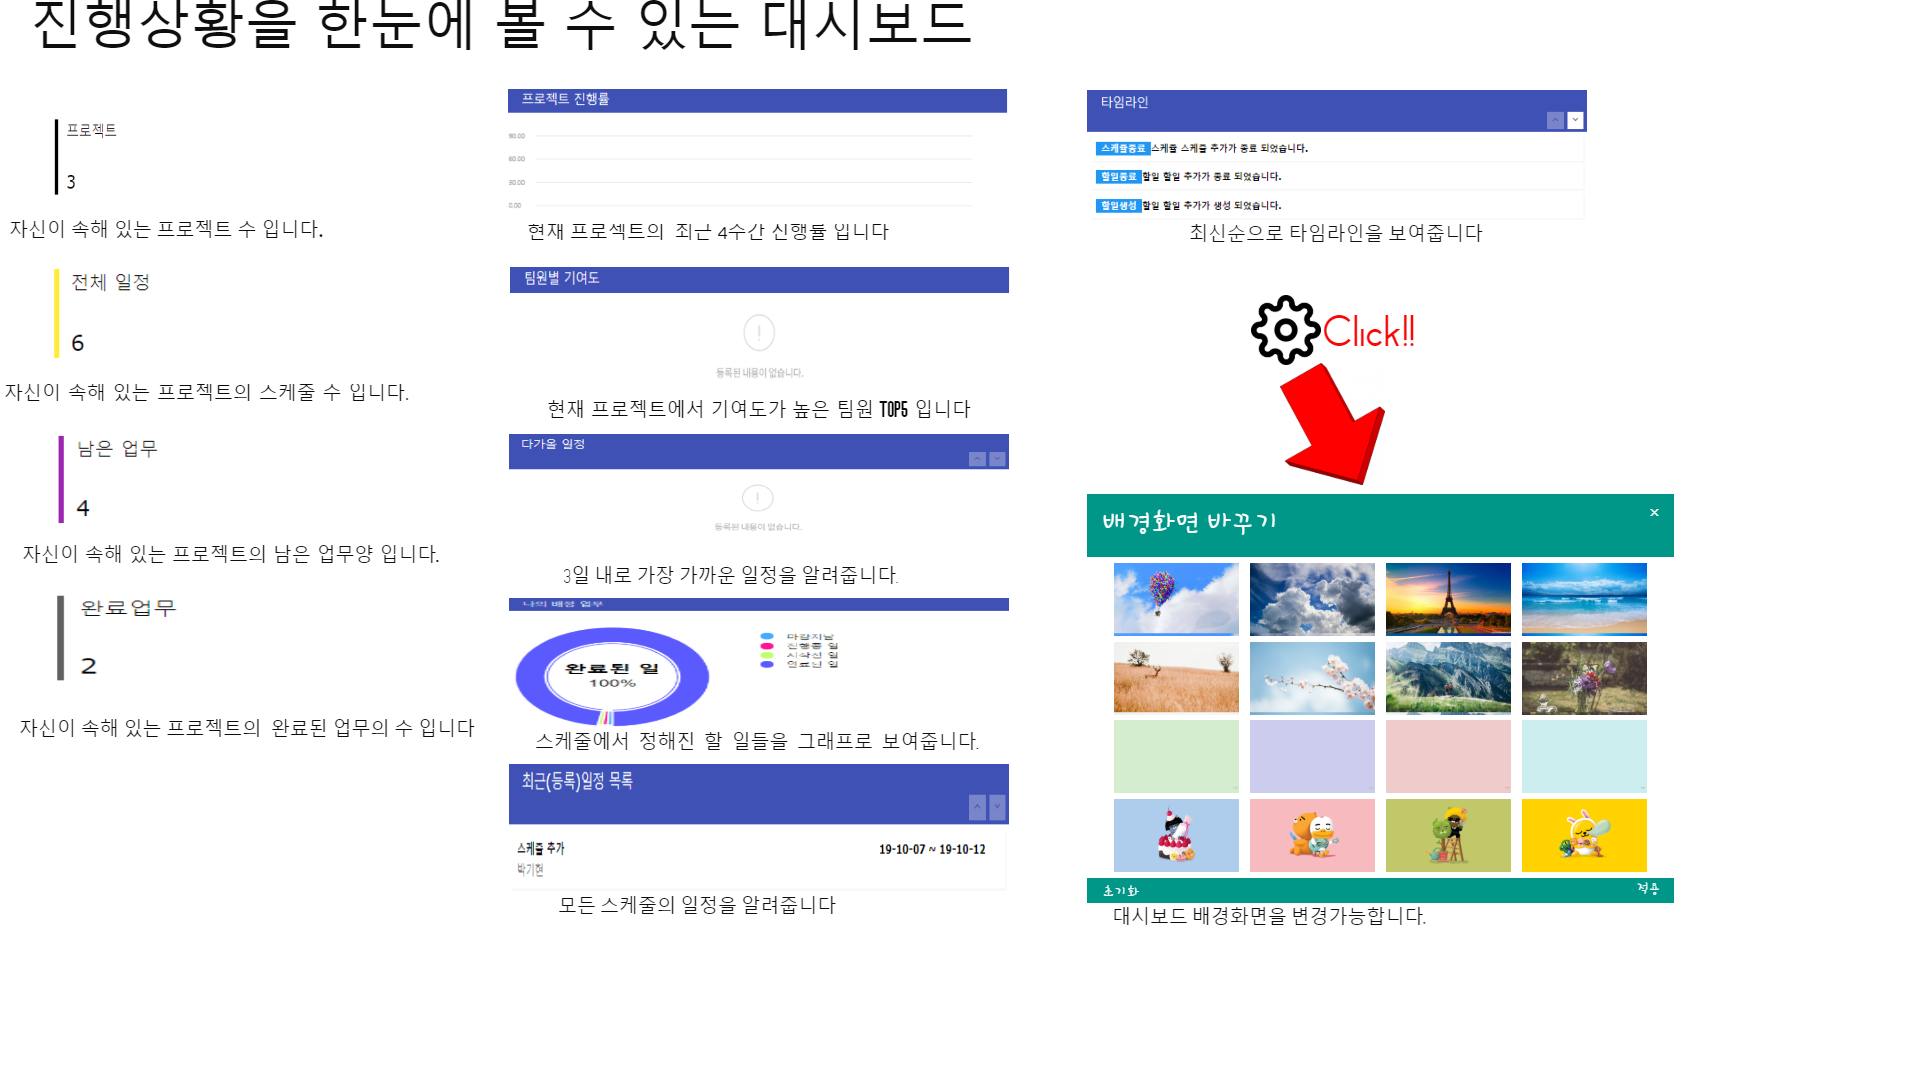 진행상황을 한눈에 볼 수 있는 대시보드
프로젝트
3
자신이 속해 있는 프로젝트 수 입니다.
전체 일정
6
자신이 속해 있는 프로젝트의 스케줄 수 입니다.
남은 업무
4
자신이 속해 있는 프로젝트의 남은 업무양 입니다.
완료업무
2
자신이 속해 있는 프로젝트의 완료된 업무의 수 입니다
프로젝트 진행률
90.00
60.00
30.00
0.00
현재 프로젝트의 최근 4주간 진행률 입니다
팀원별 기여도
등록된 내용이 없습니다.
현재 프로젝트에서 기여도가 높은 팀원 TOP5 입니다
다가올 일정
등록된 내용이 없습니다.
3일 내로 가장 가까운 일정을 알려줍니다.
나의 배정 업무
완료된 일
100%
마감지남
진행중 일
시작전 일
완료된 일
스케줄에서 정해진 할 일들을 그래프로 보여줍니다.
최근(등록)일정 목록
스케줄 추가
19-10-07 ~ 19-10-12
박기현
모든 스케줄의 일정을 알려줍니다
타임라인
스케줄종료 스케줄 스케줄 추가가 종료 되었습니다.
할일종료 할일 할일 추가가 종료 되었습니다.
할일생성 할일 할일 추가가 생성 되었습니다.
최신순으로 타임라인을 보여줍니다
Click!!
배경화면 바꾸기
×
초기화
적용
대시보드 배경화면을 변경가능합니다.